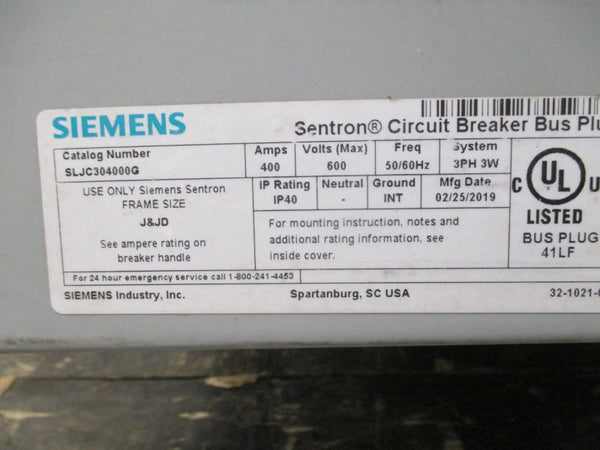 SIEMENS
Sentron® Circuit Breaker Bus Plu
Catalog Number
SLJC304000G
Amps
400
Volts (Max)
600
Freq
50/60Hz
System
3PH 3W
USE ONLY Siemens Sentron
FRAME SIZE
J&JD
See ampere rating on
breaker handle
IP Rating
IP40
Neutral
-
Ground
INT
Mfg Date
02/25/2019
For mounting instruction, notes and
additional rating information, see
inside cover.
C UL
LISTED
BUS PLUG
41LF
For 24 hour emergency service call 1-800-241-4453
SIEMENS Industry, Inc.
Spartanburg, SC USA
32-1021-